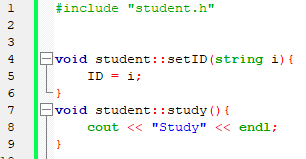 1 #include "student.h"
2
3
4 void student::setID(string i){
5 ID = i;
6 }
7 void student::study(){
8 cout << "Study" << endl;
9 }